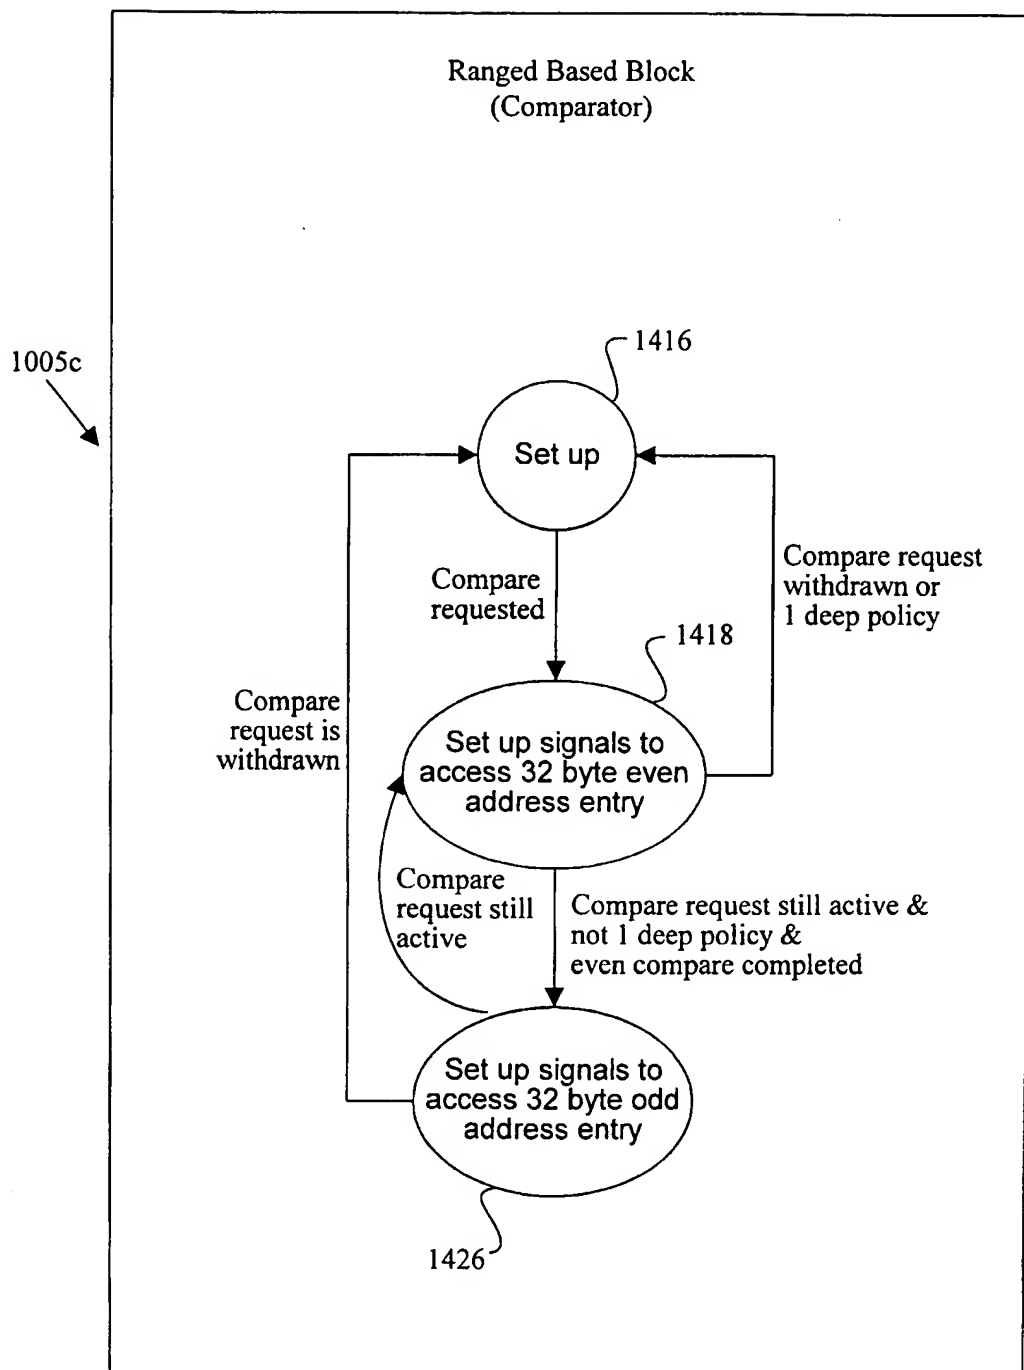 Ranged Based Block
(Comparator)
1416
1005c
Set up
Compare
requested
Compare request
withdrawn or
1 deep policy
1418
Compare
request is
withdrawn
Set up signals to
access 32 byte even
address entry
Compare
request still
active
Compare request still active &
not 1 deep policy &
even compare completed
Set up signals to
access 32 byte odd
address entry
1426